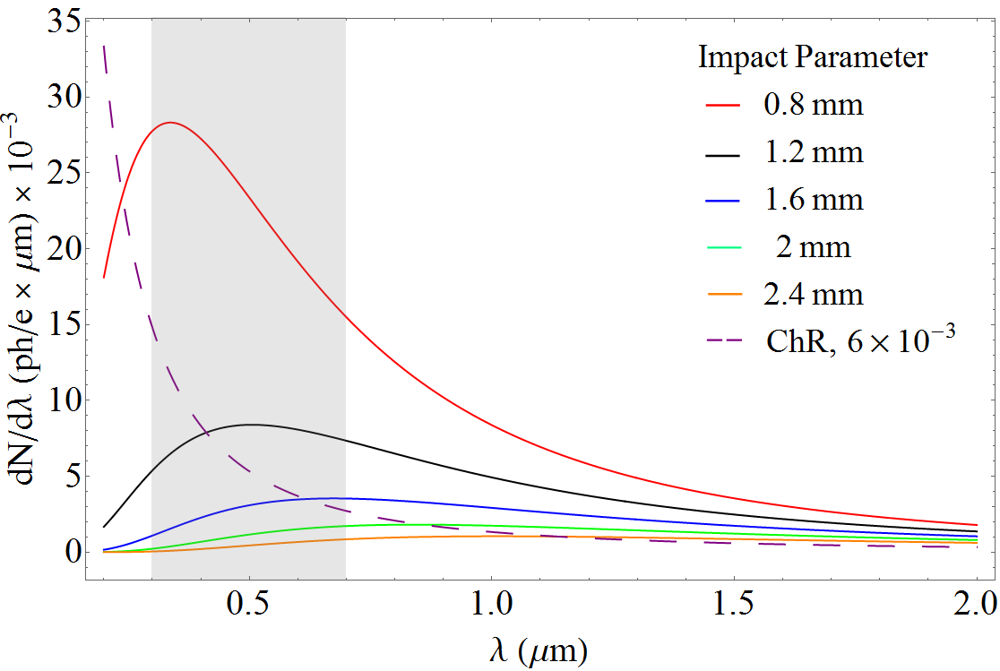 35
30
25
20
15
10
5
0
dN/dλ (ph/e × μm) × 10⁻³
Impact Parameter
0.8 mm
1.2 mm
1.6 mm
2 mm
2.4 mm
ChR, 6 × 10⁻³
0.5 1.0 1.5 2.0
λ (μm)